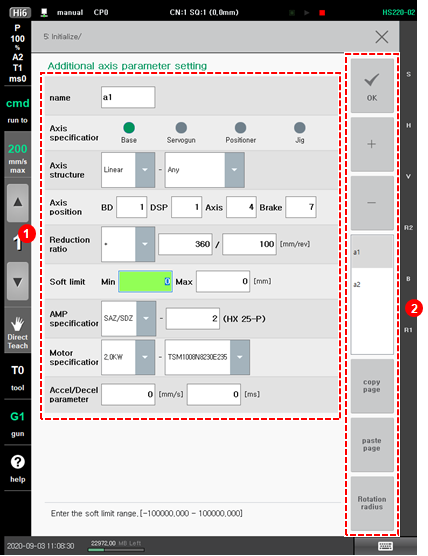 Hi6 manual CP0 CN:1 SQ:1 (0,0mm) HS220-02
P
100
%
A2
T1
ms0
cmd
run to
200
mm/s
max
1
Direct
Teach
T0
tool
G1
gun
?
help
5: Initialize/
Additional axis parameter setting
name a1
Axis
specification
Base Servogun Positioner Jig
Axis
structure
Linear - Any
Axis
position
BD 1 DSP 1 Axis 4 Brake 7
Reduction
ratio
+ 360 / 100 [mm/rev]
Soft limit Min 0 Max 0 [mm]
AMP
specification
SAZ/SDZ - 2 (HX 25-P)
Motor
specification
2.0KW - TSM1008N8230E235
Accel/Decel
parameter
0 [mm/s] 0 [ms]
1
OK
+
−
a1
a2
copy
page
paste
page
Rotation
radius
2
S
H
V
R2
B
R1
Enter the soft limit range. [-100000,000 - 100000,000]
2020-09-03 11:08:30 22972,00 MB Left